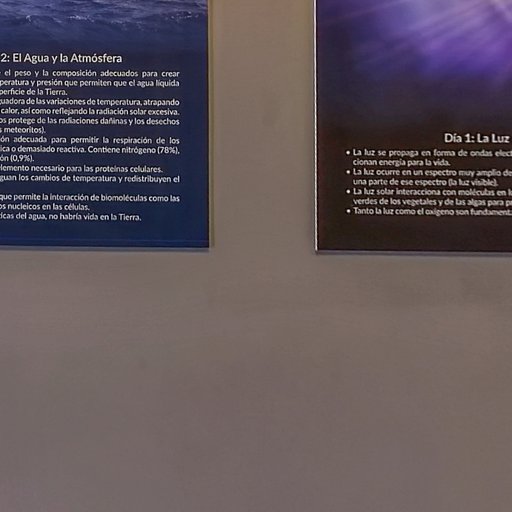 2: El Agua y la Atmósfera
el peso y la composición adecuados para crear
peratura y presión que permiten que el agua líquida
perficie de la Tierra.
guadora de las variaciones de temperatura, atrapando
calor, así como reflejando la radiación solar excesiva.
os protege de las radiaciones dañinas y los desechos
s meteoritos).
ón adecuada para permitir la respiración de los
ica o demasiado reactiva. Contiene nitrógeno (78%),
ón (0,9%).
elemento necesario para las proteínas celulares.
guan los cambios de temperatura y redistribuyen el
que permite la interacción de biomoléculas como las
os nucleicos en las células.
ticas del agua, no habría vida en la Tierra.
Día 1: La Luz
• La luz se propaga en forma de ondas elect
cionan energía para la vida.
• La luz ocurre en un espectro muy amplio de
una parte de ese espectro (la luz visible).
• La luz solar interacciona con moléculas en l
verdes de los vegetales y de las algas para p
• Tanto la luz como el oxígeno son fundament